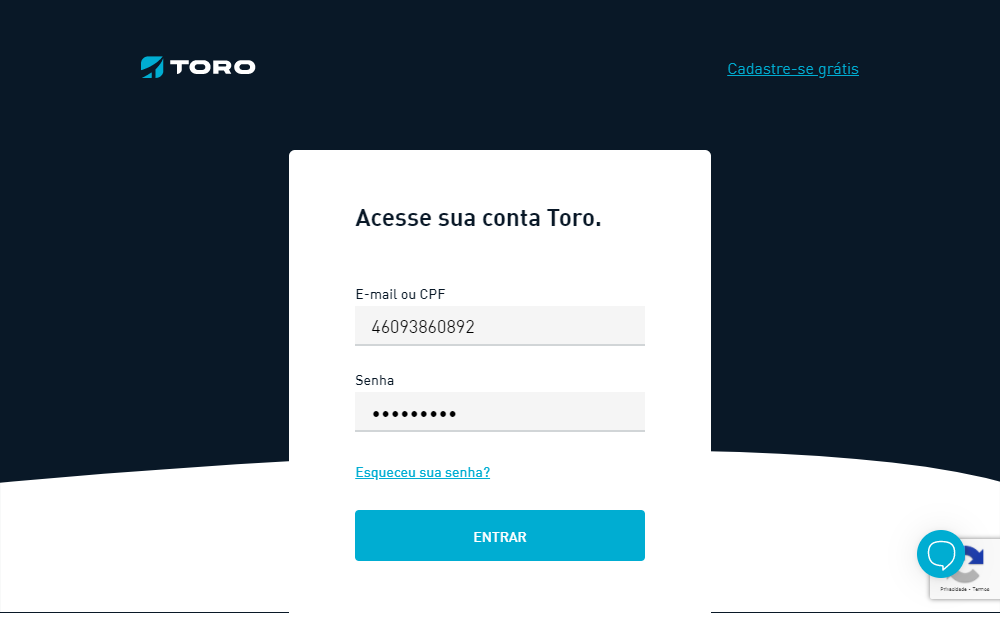 TORO
Cadastre-se grátis
Acesse sua conta Toro.
E-mail ou CPF
46093860892
Senha
•••••••••
Esqueceu sua senha?
ENTRAR
Privacidade - Termos